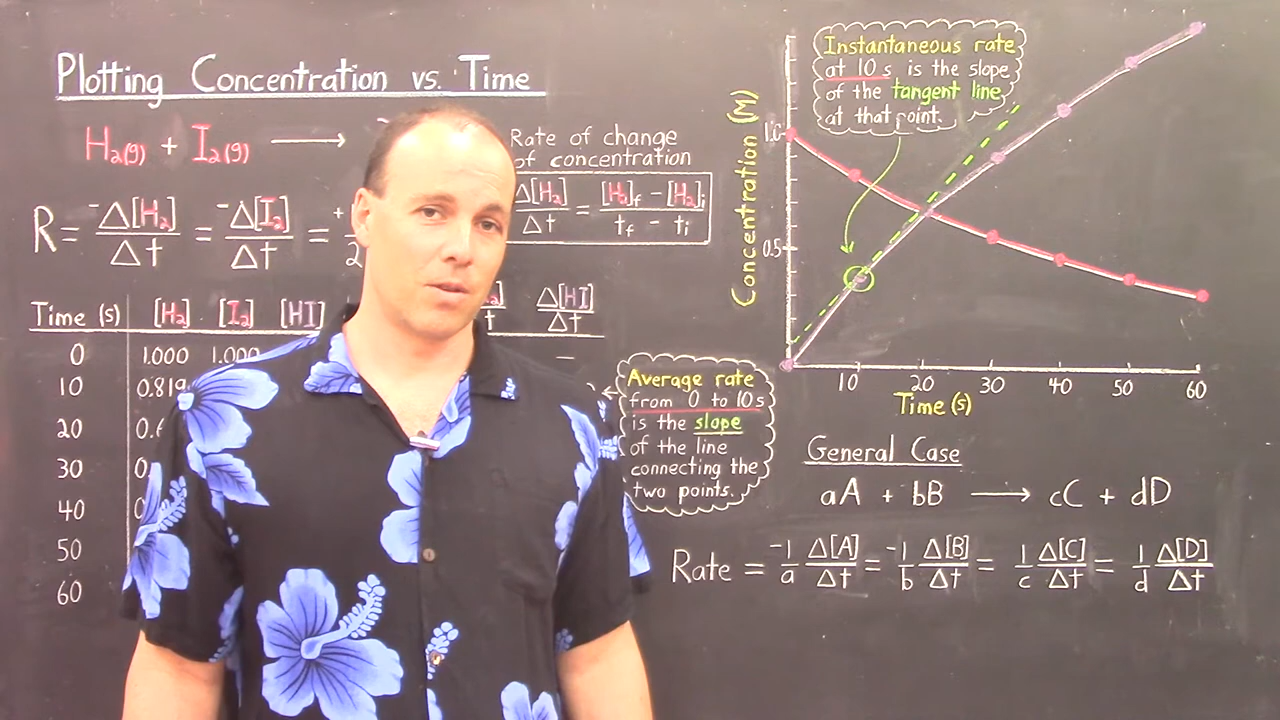 Plotting Concentration vs. Time
H₂(g) + I₂(g) ⟶
Rate of change
of concentration
R = -Δ[H₂]/Δt = -Δ[I₂]/Δt = +
Δ[H₂]/Δt = [H₂]f - [H₂]i / tf - ti
Time (s) [H₂] [I₂] [HI] Δ[HI]/Δt
0 1.000 1.000 –
10 0.819
20
30
40
50
60
Average rate
from 0 to 10s
is the slope
of the line
connecting the
two points.
Instantaneous rate
at 10 s is the slope
of the tangent line
at that point.
Concentration (M)
1.0
0.5
10 20 30 40 50 60
Time (s)
General Case
aA + bB ⟶ cC + dD
Rate = -1/a Δ[A]/Δt = -1/b Δ[B]/Δt = 1/c Δ[C]/Δt = 1/d Δ[D]/Δt